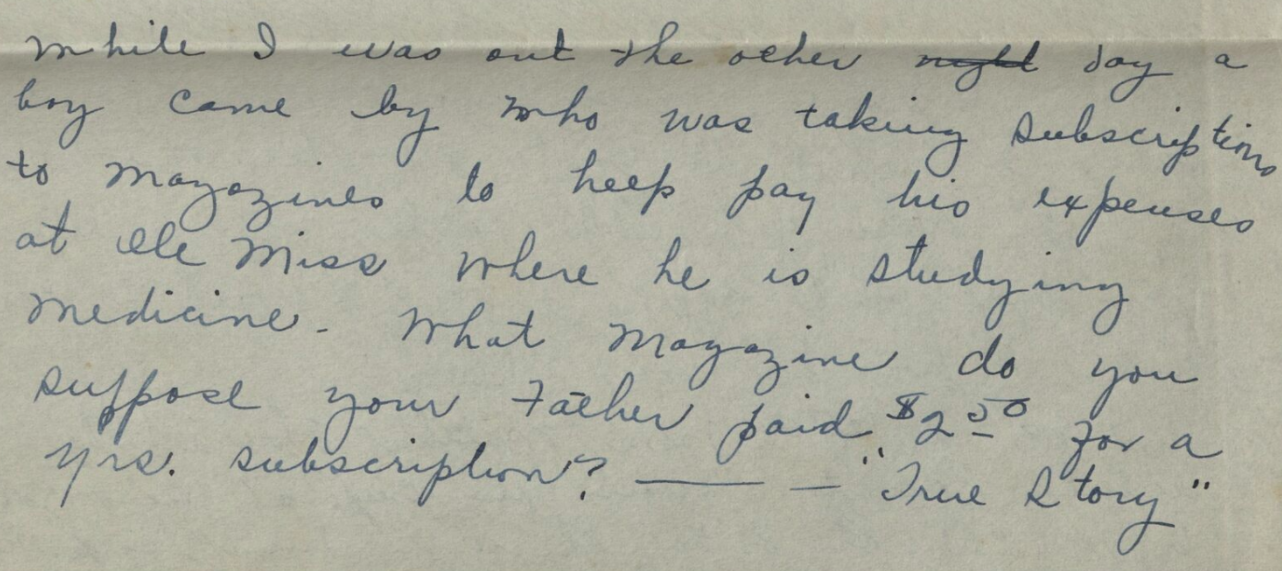 While I was out the other night day a
boy came by who was taking subscriptions
to magazines to help pay his expenses
at Ole Miss where he is studying
medicine. What magazine do you
suppose your Father paid $2.50 for a
yrs. subscription? —— — "True Story"